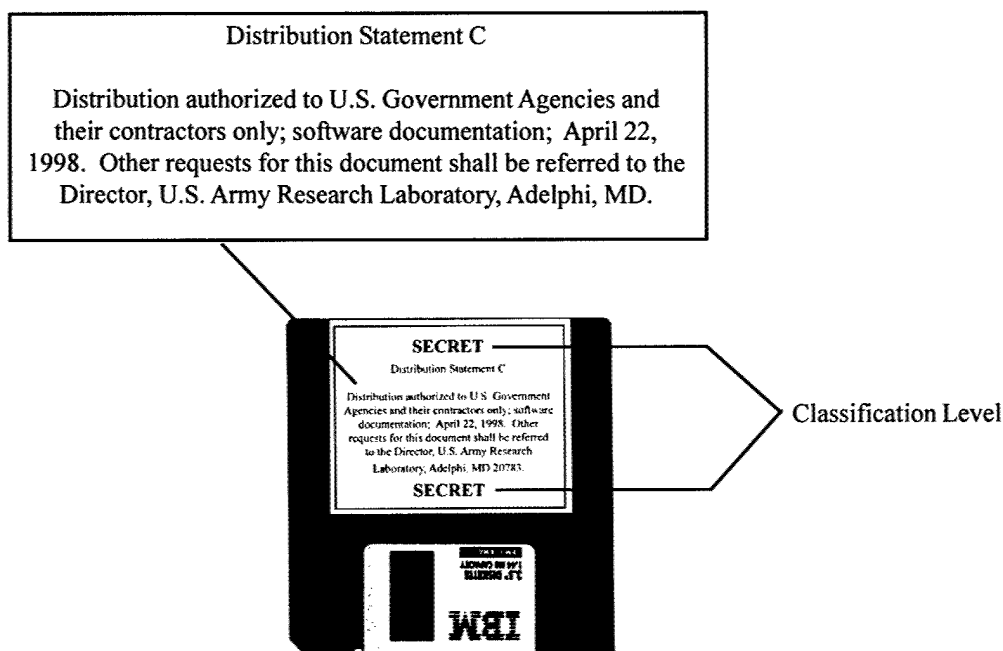 Distribution Statement C
Distribution authorized to U.S. Government Agencies and
their contractors only; software documentation; April 22,
1998. Other requests for this document shall be referred to the
Director, U.S. Army Research Laboratory, Adelphi, MD.
SECRET
Distribution Statement C
Distribution authorized to U.S. Government
Agencies and their contractors only; software
documentation; April 22, 1998. Other
requests for this document shall be referred
to the Director, U.S. Army Research
Laboratory, Adelphi, MD 20783.
SECRET
Classification Level
3.5" DISKETTE
IBM